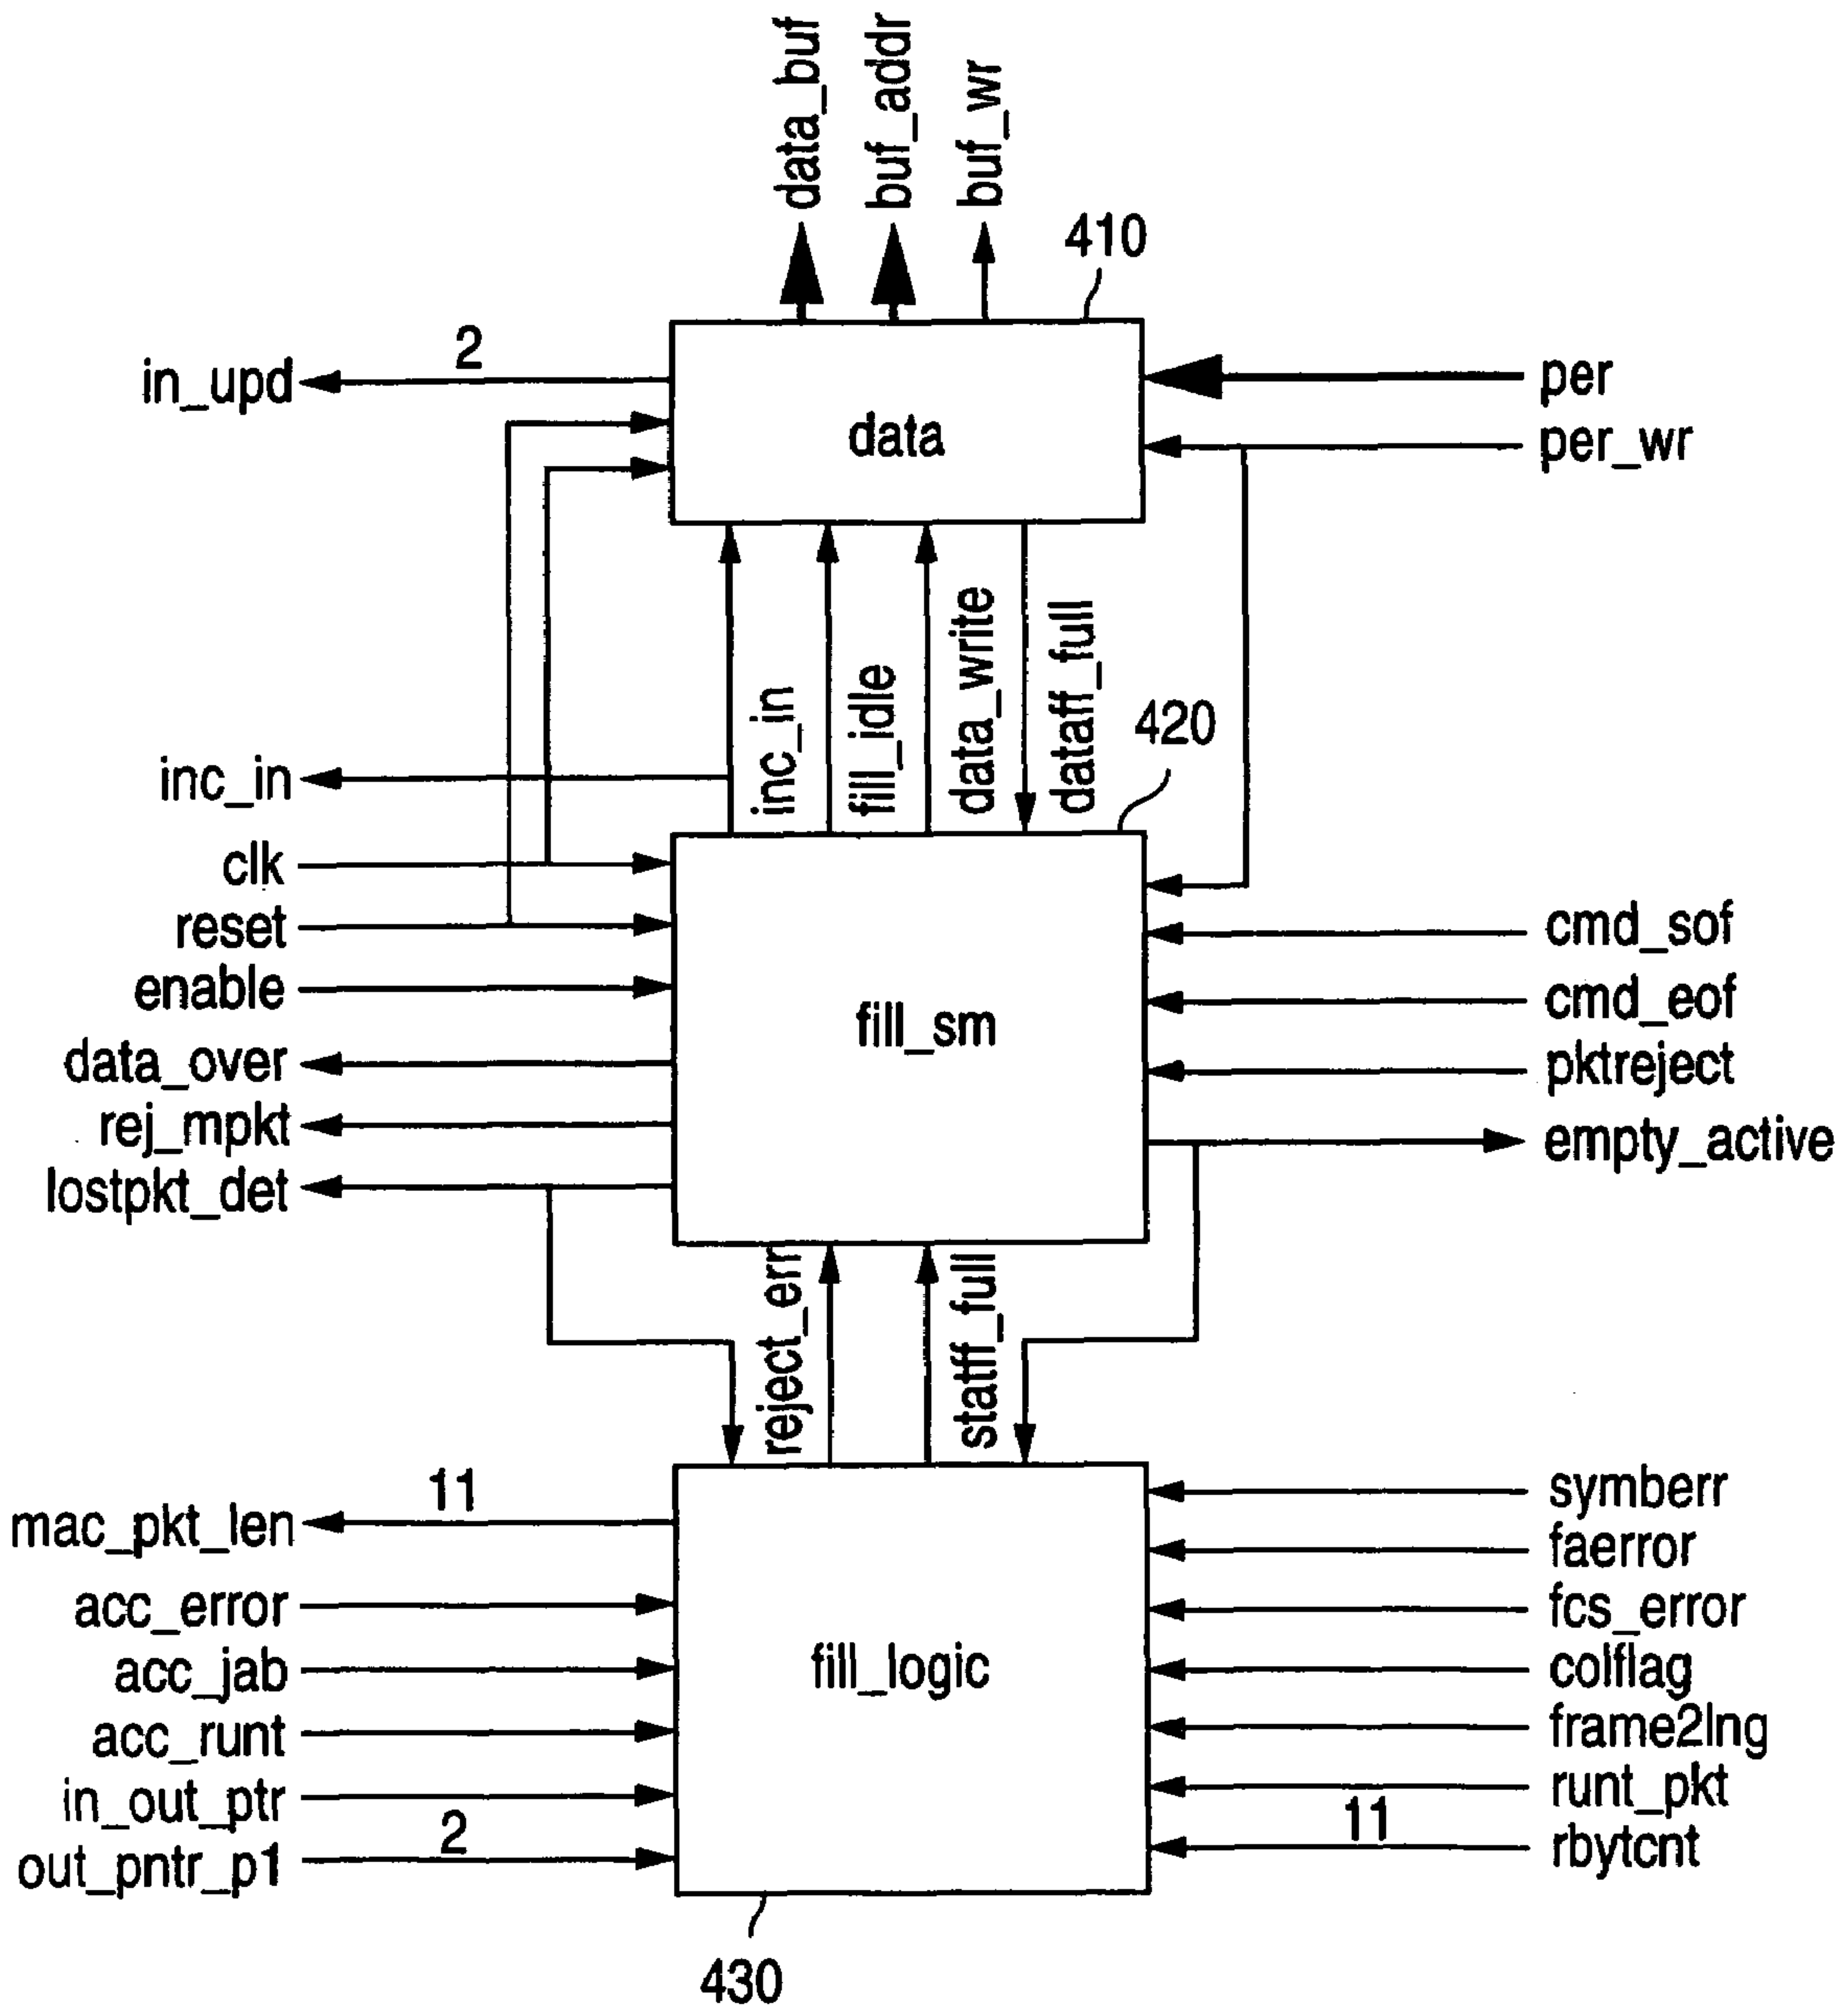 data_buf
buf_addr
buf_wr
410
in_upd
2
per
data
per_wr
inc_in
fill_idle
data_write
dataff_full
420
inc_in
clk
reset
enable
data_over
rej_mpkt
lostpkt_det
fill_sm
cmd_sof
cmd_eof
pktreject
empty_active
reject_err
statff_full
mac_pkt_len
11
acc_error
acc_jab
acc_runt
in_out_ptr
out_pntr_p1
2
fill_logic
symberr
faerror
fcs_error
colflag
frame2lng
runt_pkt
rbytcnt
11
430